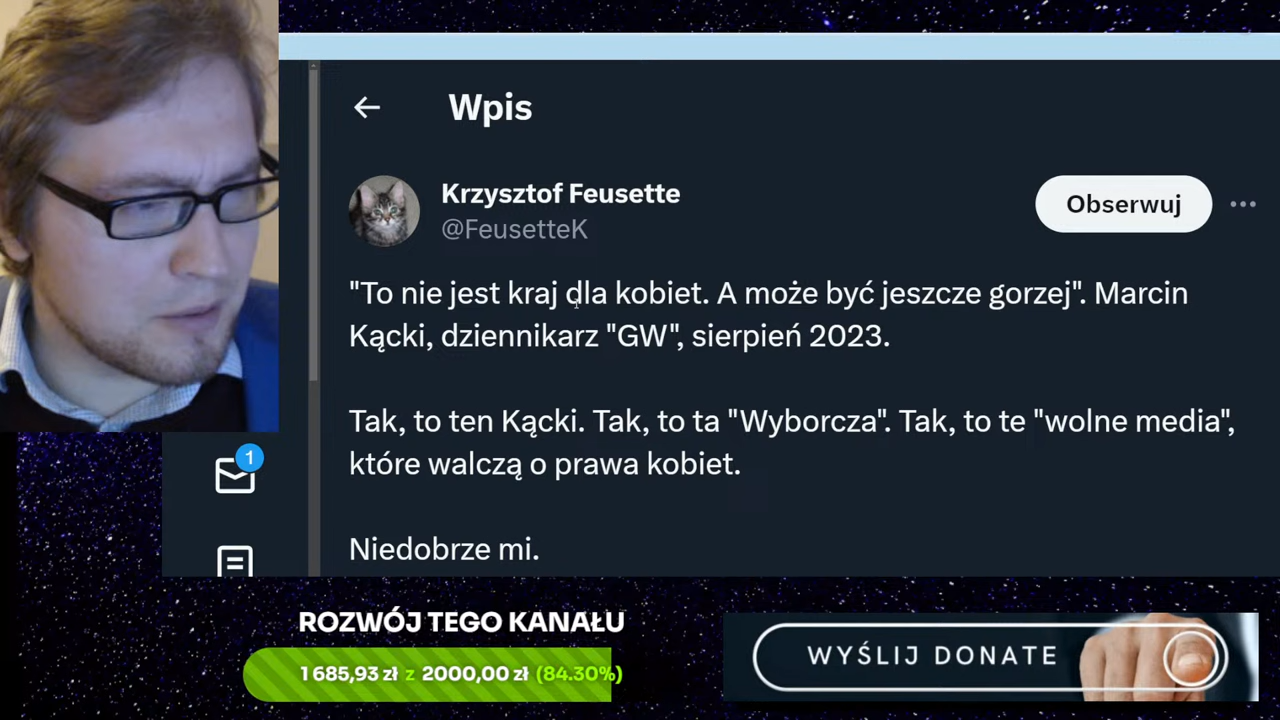 Wpis
Krzysztof Feusette
@FeusetteK
Obserwuj
"To nie jest kraj dla kobiet. A może być jeszcze gorzej". Marcin
Kącki, dziennikarz "GW", sierpień 2023.
Tak, to ten Kącki. Tak, to ta "Wyborcza". Tak, to te "wolne media",
które walczą o prawa kobiet.
Niedobrze mi.
1
ROZWÓJ TEGO KANAŁU
1 685,93 zł z 2000,00 zł (84.30%)
WYŚLIJ DONATE